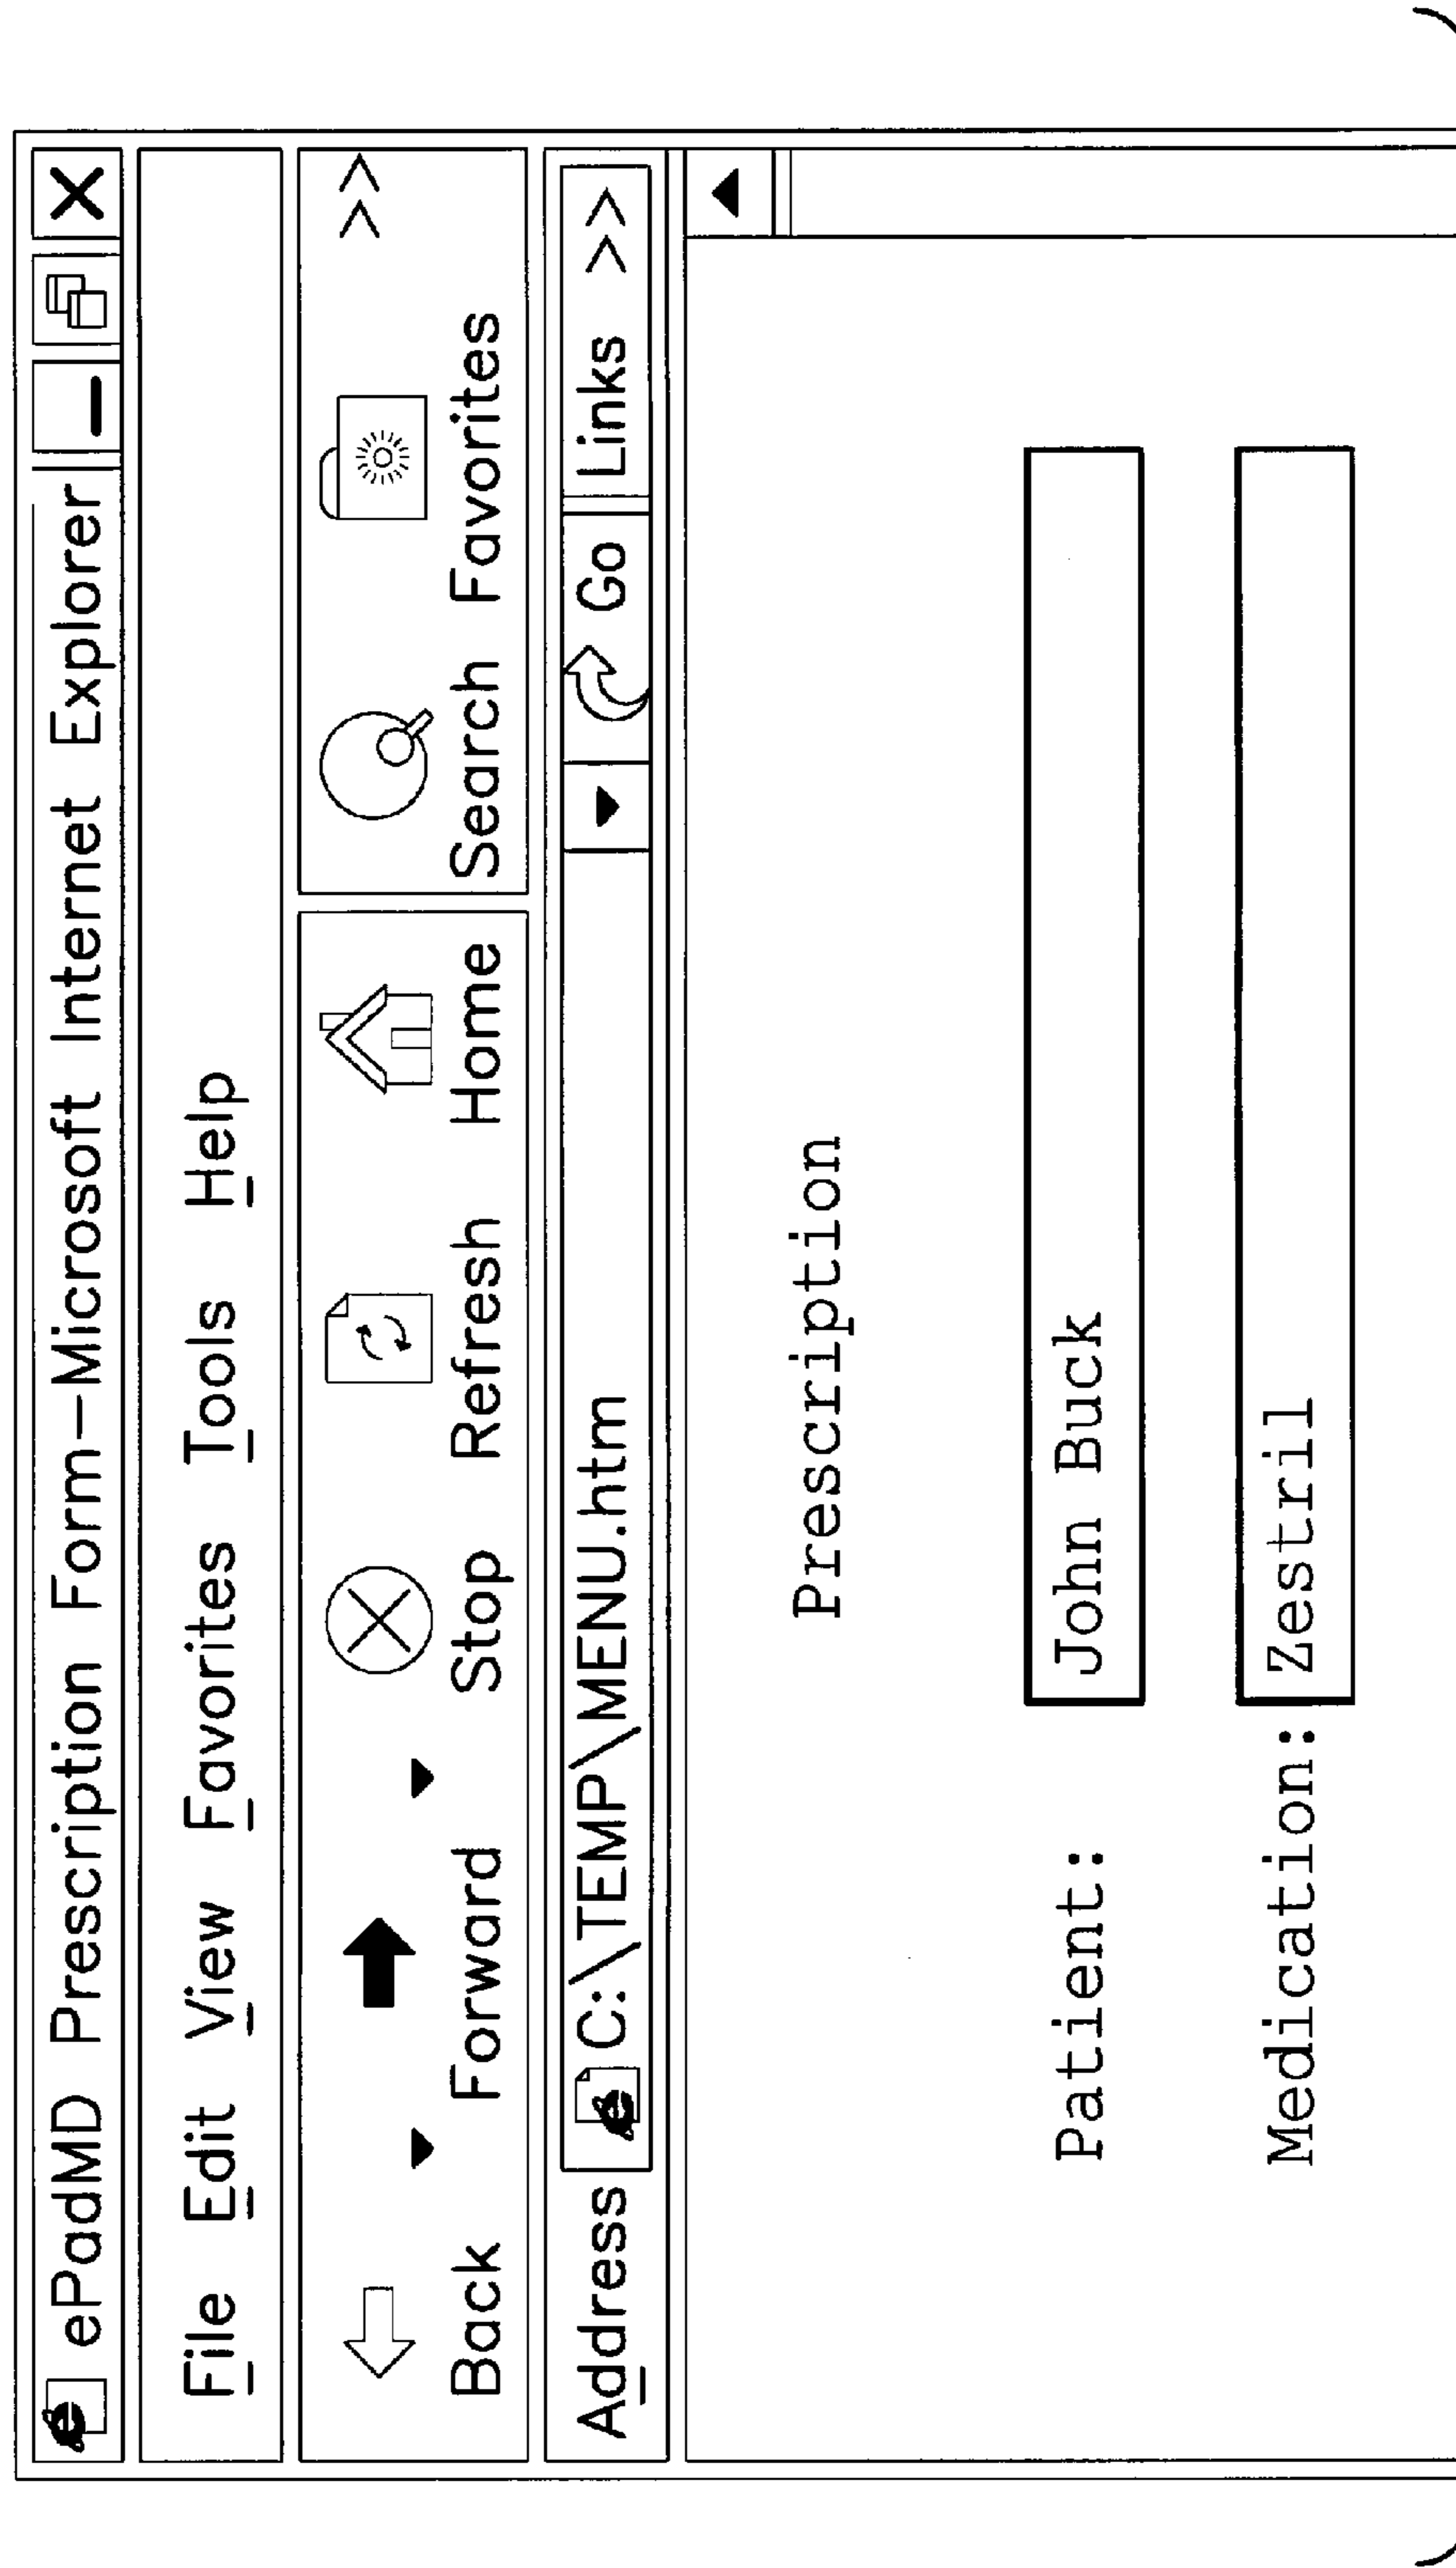 ePadMD Prescription Form-Microsoft Internet Explorer
File Edit View Favorites Tools Help
Back Forward Stop Refresh Home Search Favorites >>
Address C:\TEMP\MENU.htm Go Links >>
Prescription
Patient: John Buck
Medication: Zestril